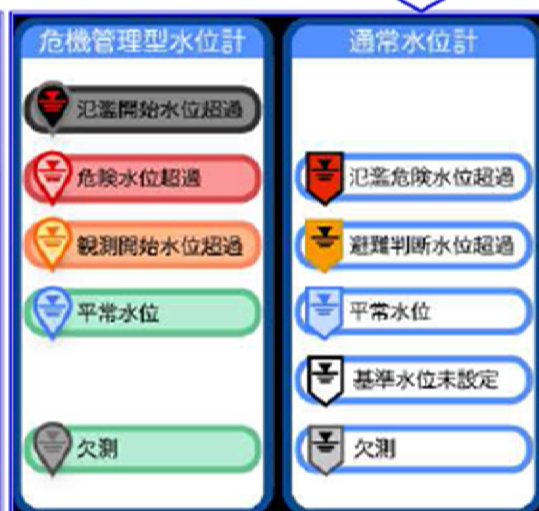 危機管理型水位計
氾濫開始水位超過
危険水位超過
観測開始水位超過
平常水位
欠測
通常水位計
氾濫危険水位超過
避難判断水位超過
平常水位
基準水位未設定
欠測